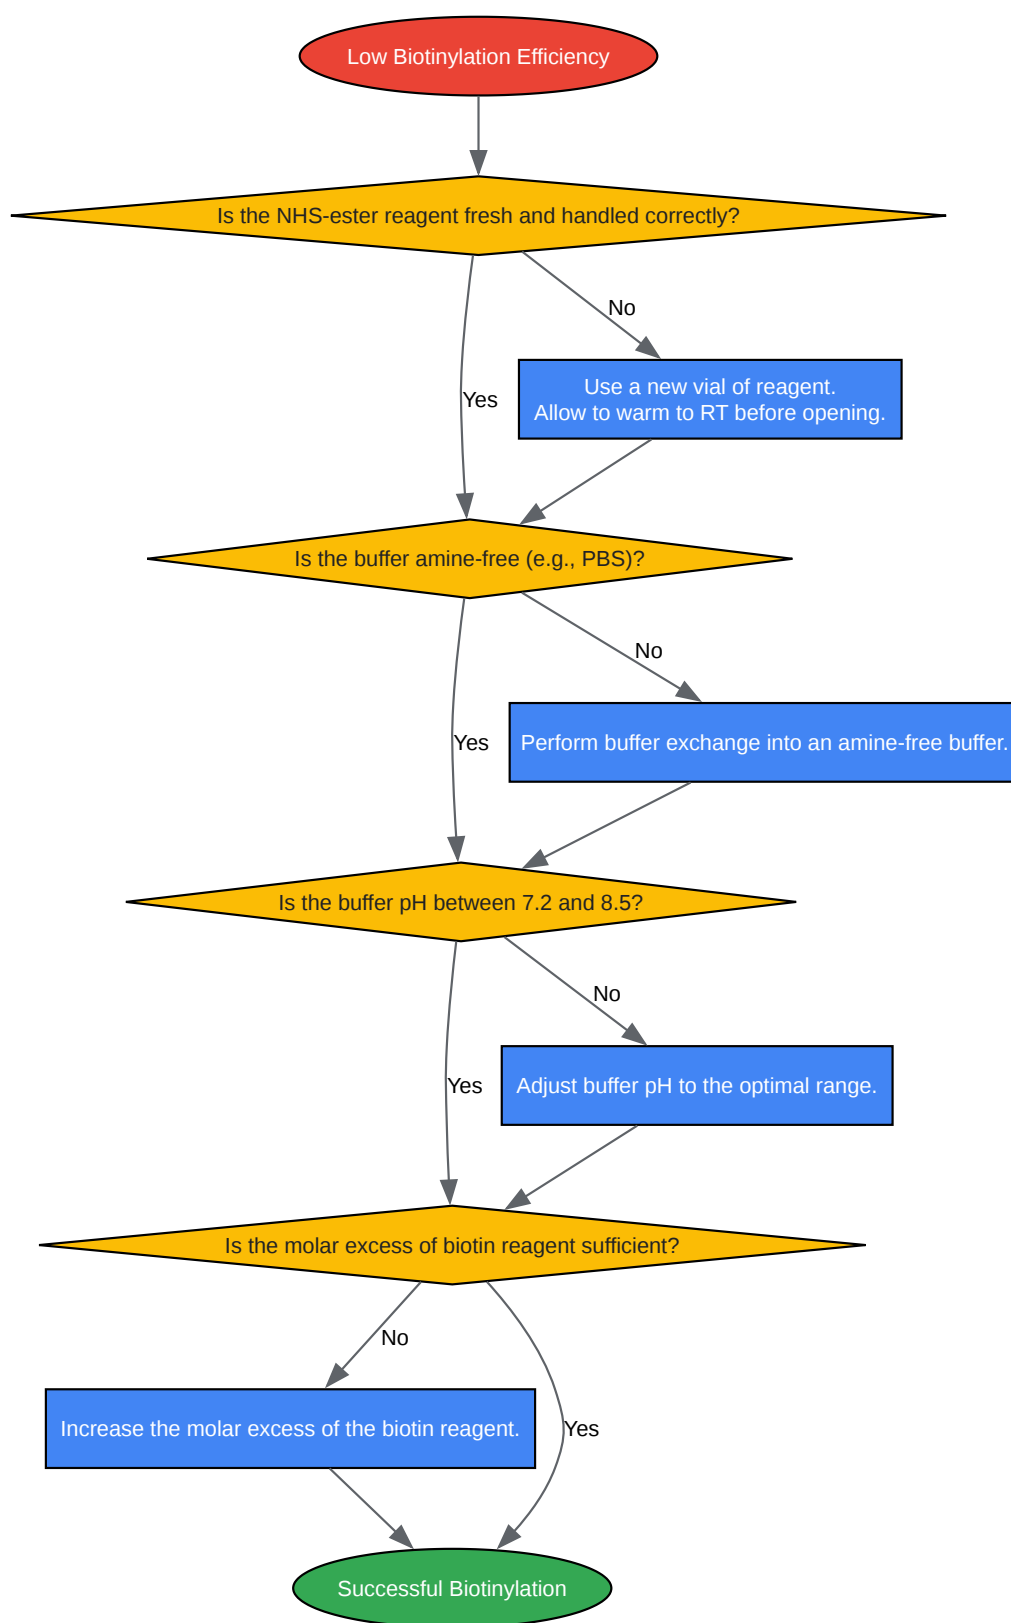 Low Biotinylation Efficiency
Is the NHS-ester reagent fresh and handled correctly?
No
Use a new vial of reagent.
Allow to warm to RT before opening.
Yes
Is the buffer amine-free (e.g., PBS)?
No
Perform buffer exchange into an amine-free buffer.
Yes
Is the buffer pH between 7.2 and 8.5?
No
Adjust buffer pH to the optimal range.
Yes
Is the molar excess of biotin reagent sufficient?
No
Increase the molar excess of the biotin reagent.
Yes
Successful Biotinylation